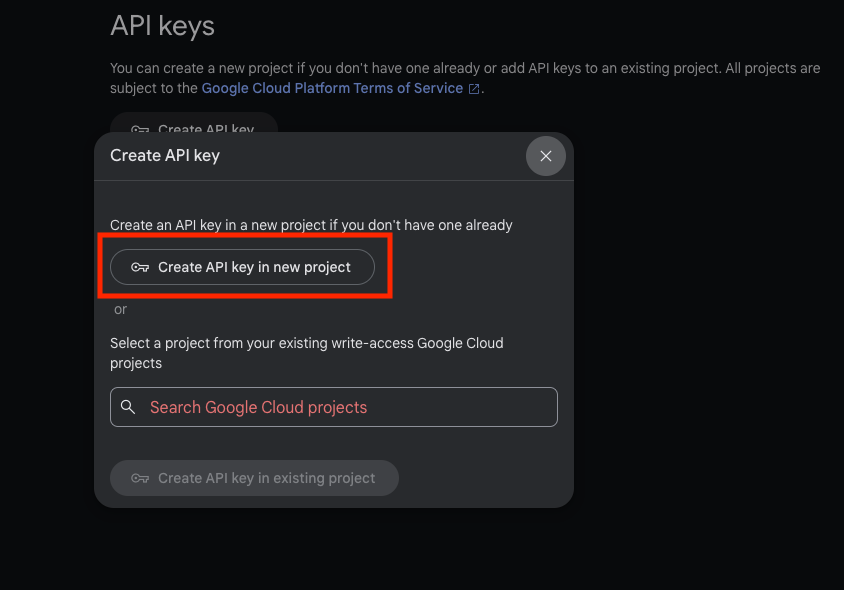 API keys
You can create a new project if you don't have one already or add API keys to an existing project. All projects are
subject to the Google Cloud Platform Terms of Service.
Create API key
Create API key
Create an API key in a new project if you don't have one already
Create API key in new project
or
Select a project from your existing write-access Google Cloud
projects
Search Google Cloud projects
Create API key in existing project